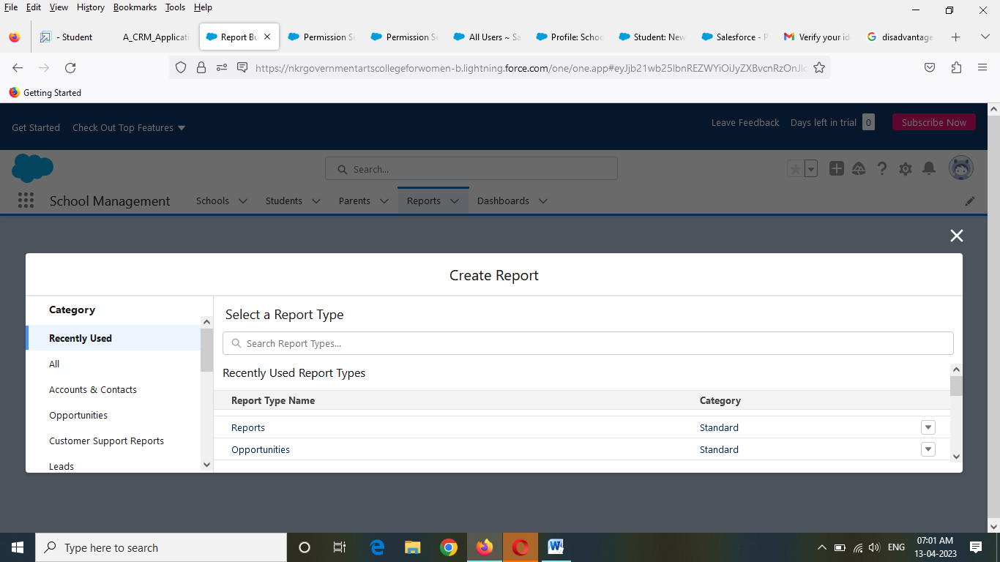 File Edit View History Bookmarks Tools Help
- Student
A_CRM_Applicati
Report Bu
Permission Se
Permission Se
All Users ~ Sa
Profile: Schoo
Student: New
Salesforce - P
Verify your id
disadvantage
https://nkrgovernmentartscollegeforwomen-b.lightning.force.com/one/one.app#eyJjb21wb25lbnREZWYiOiJyZXBvcnRzOnJlc
Getting Started
Get Started Check Out Top Features
Leave Feedback Days left in trial 0 Subscribe Now
Search...
School Management Schools Students Parents Reports Dashboards
Create Report
Category
Recently Used
All
Accounts & Contacts
Opportunities
Customer Support Reports
Leads
Select a Report Type
Search Report Types...
Recently Used Report Types
Report Type Name Category
Reports Standard
Opportunities Standard
Type here to search
ENG
07:01 AM
13-04-2023